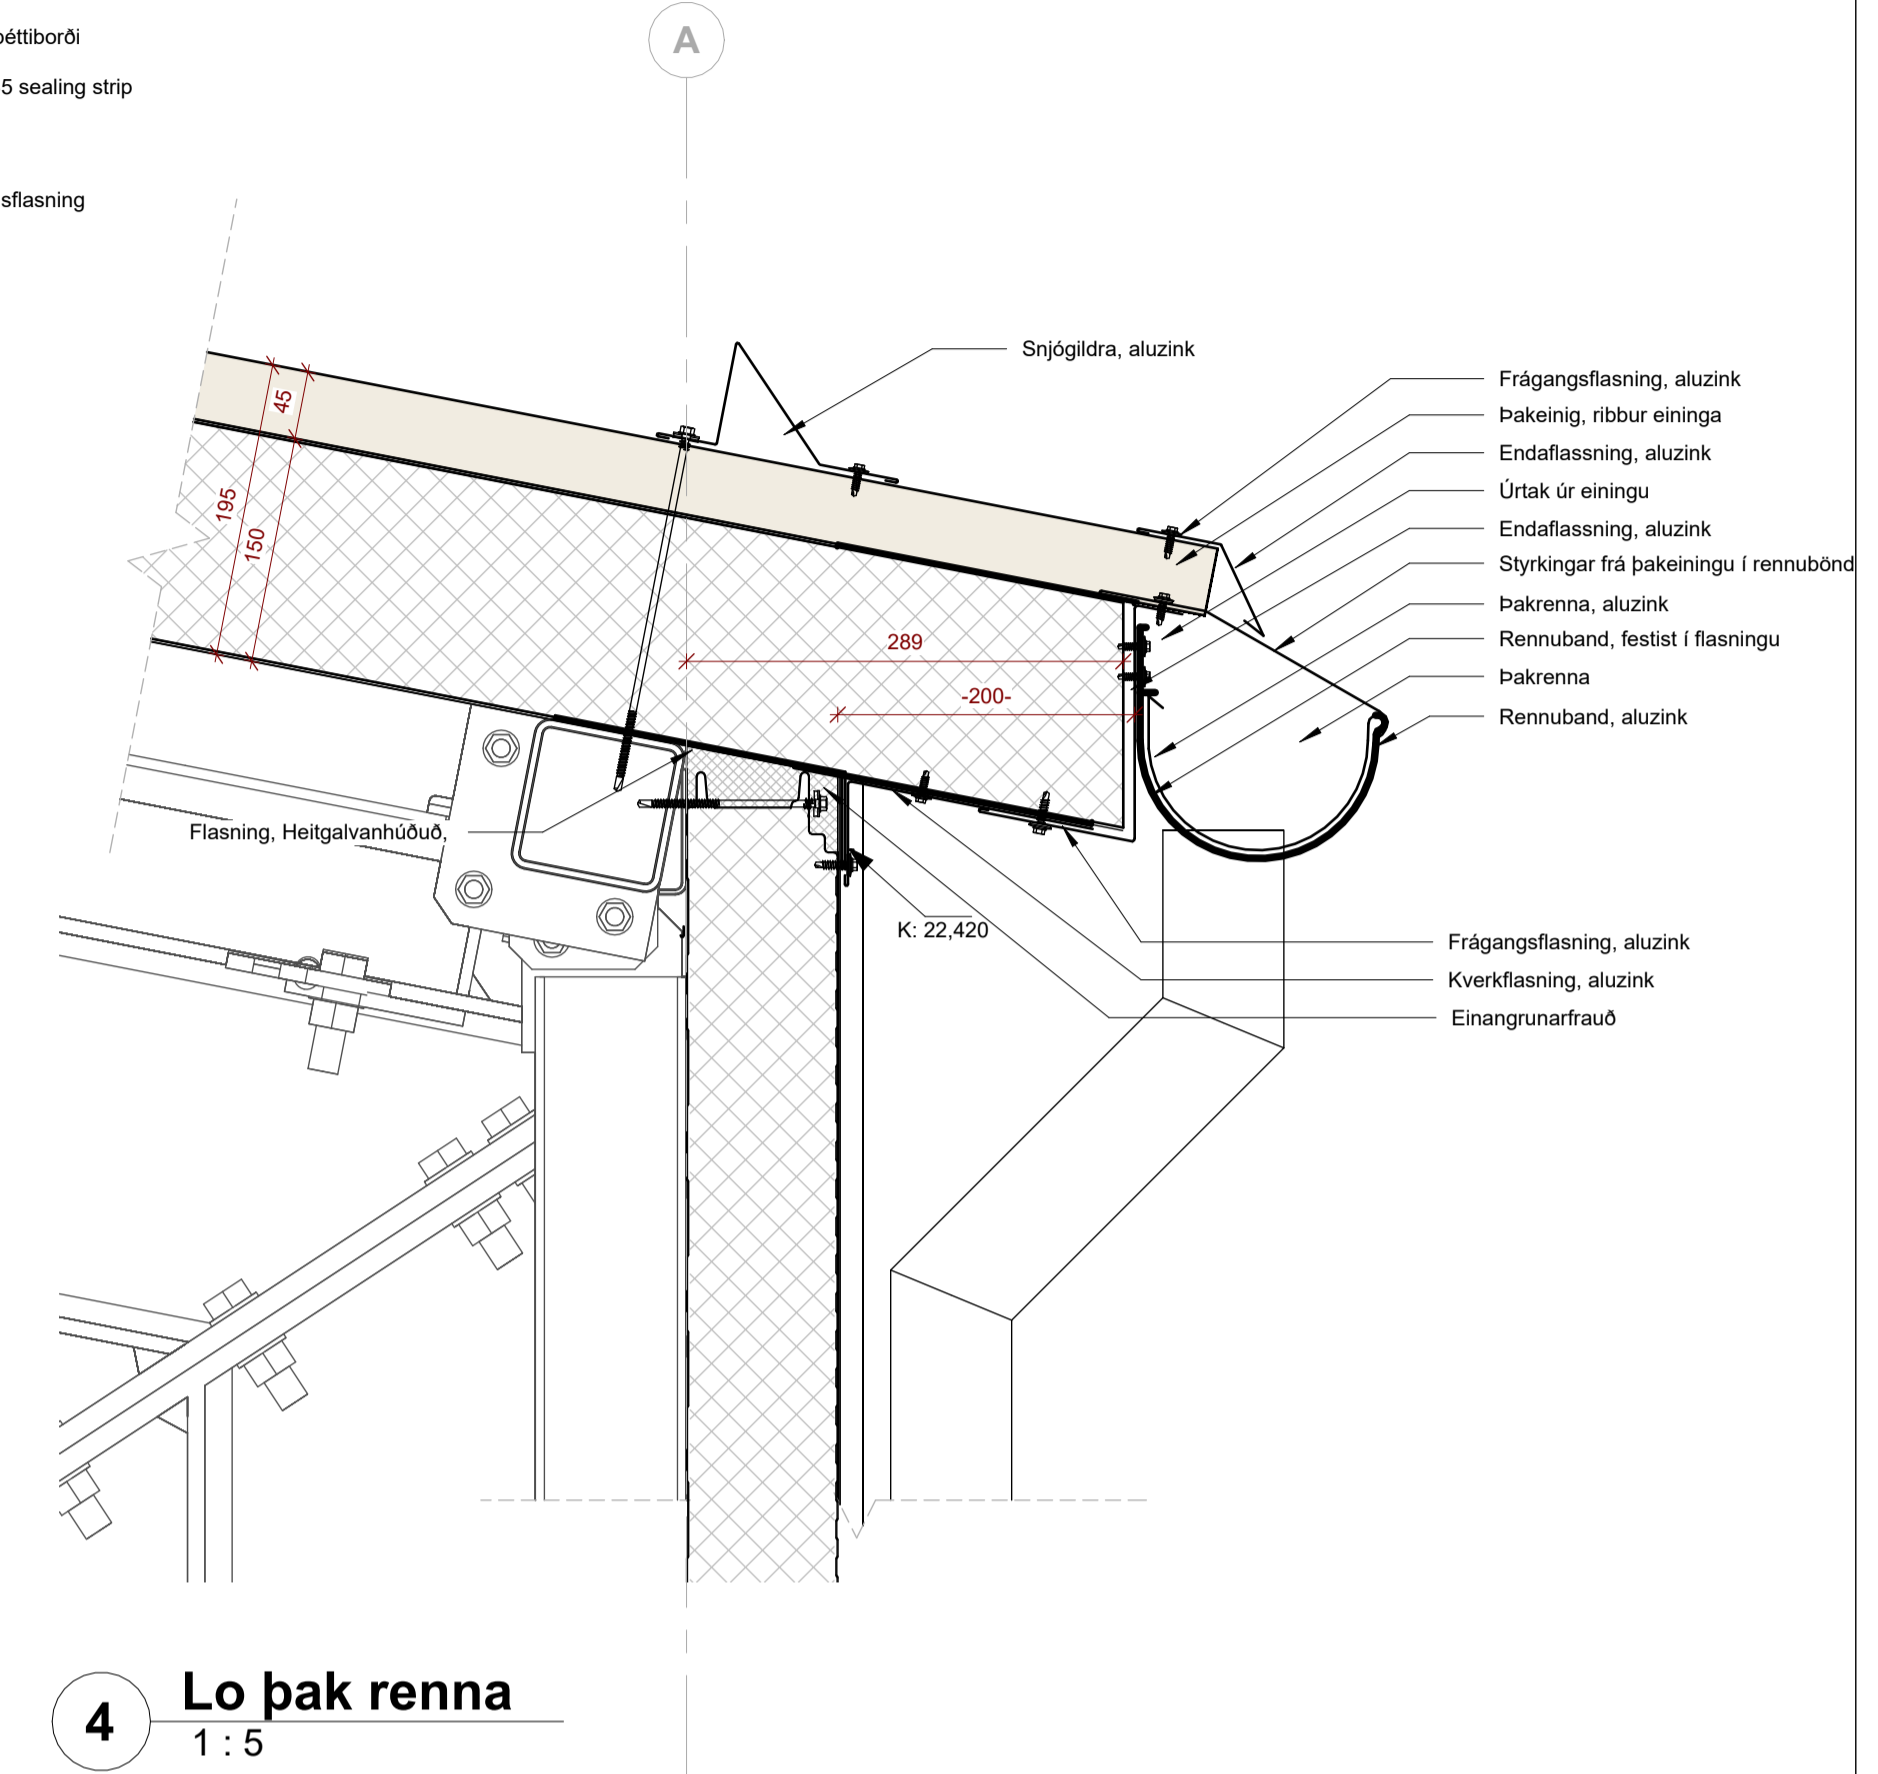 þéttiborði
5 sealing strip
sflasning
A
Snjógildra, aluzink
Frágangsflasning, aluzink
Þakeinig, ribbur eininga
Endaflassning, aluzink
Úrtak úr einingu
Endaflassning, aluzink
Styrkingar frá þakeiningu í rennubönd
Þakrenna, aluzink
Rennuband, festist í flasningu
Þakrenna
Rennuband, aluzink
45
195
150
289
-200-
Flasning, Heitgalvanhúðuð,
K: 22,420
Frágangsflasning, aluzink
Kverkflasning, aluzink
Einangrunarfrauð
4
Lo þak renna
1 : 5